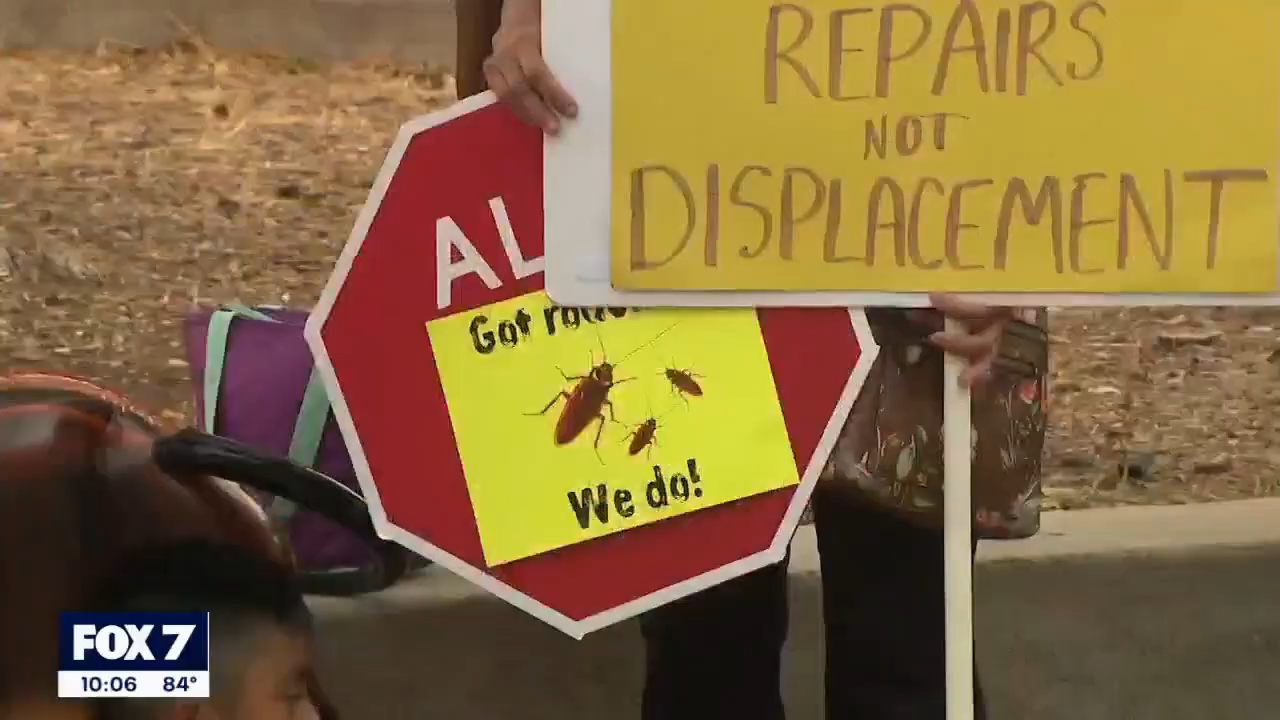 REPAIRS
NOT
DISPLACEMENT
AL
Got
We do!
FOX 7
10:06 84°